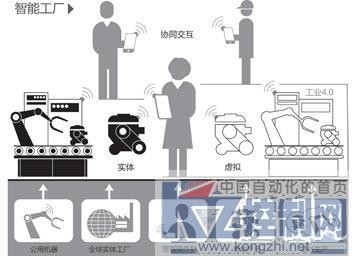 智能工厂
协同交互
工业4.0
实体
虚拟
中国自动化的首页
控制网
公用机器
全球实体工厂
www.kongzhi.net